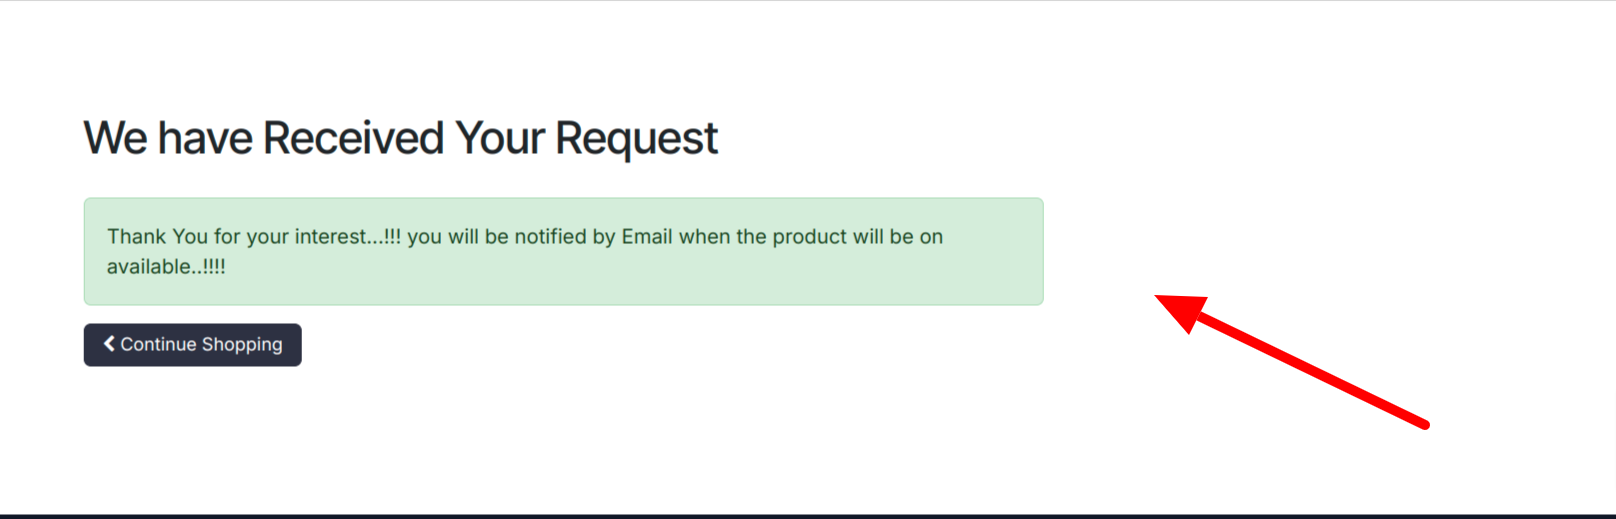 We have Received Your Request
Thank You for your interest...!!! you will be notified by Email when the product will be on
available..!!!!
Continue Shopping